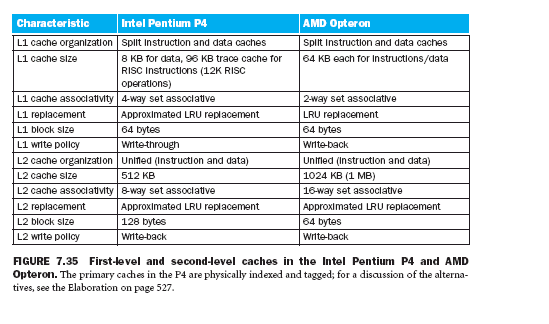 Characteristic Intel Pentium P4 AMD Opteron
L1 cache organization Split instruction and data caches Split instruction and data caches
L1 cache size 8 KB for data, 96 KB trace cache for 64 KB each for instructions/data
RISC instructions (12K RISC
operations)
L1 cache associativity 4-way set associative 2-way set associative
L1 replacement Approximated LRU replacement LRU replacement
L1 block size 64 bytes 64 bytes
L1 write policy Write-through Write-back
L2 cache organization Unified (instruction and data) Unified (instruction and data)
L2 cache size 512 KB 1024 KB (1 MB)
L2 cache associativity 8-way set associative 16-way set associative
L2 replacement Approximated LRU replacement Approximated LRU replacement
L2 block size 128 bytes 64 bytes
L2 write policy Write-back Write-back
FIGURE 7.35 First-level and second-level caches in the Intel Pentium P4 and AMD
Opteron. The primary caches in the P4 are physically indexed and tagged; for a discussion of the alterna-
tives, see the Elaboration on page 527.